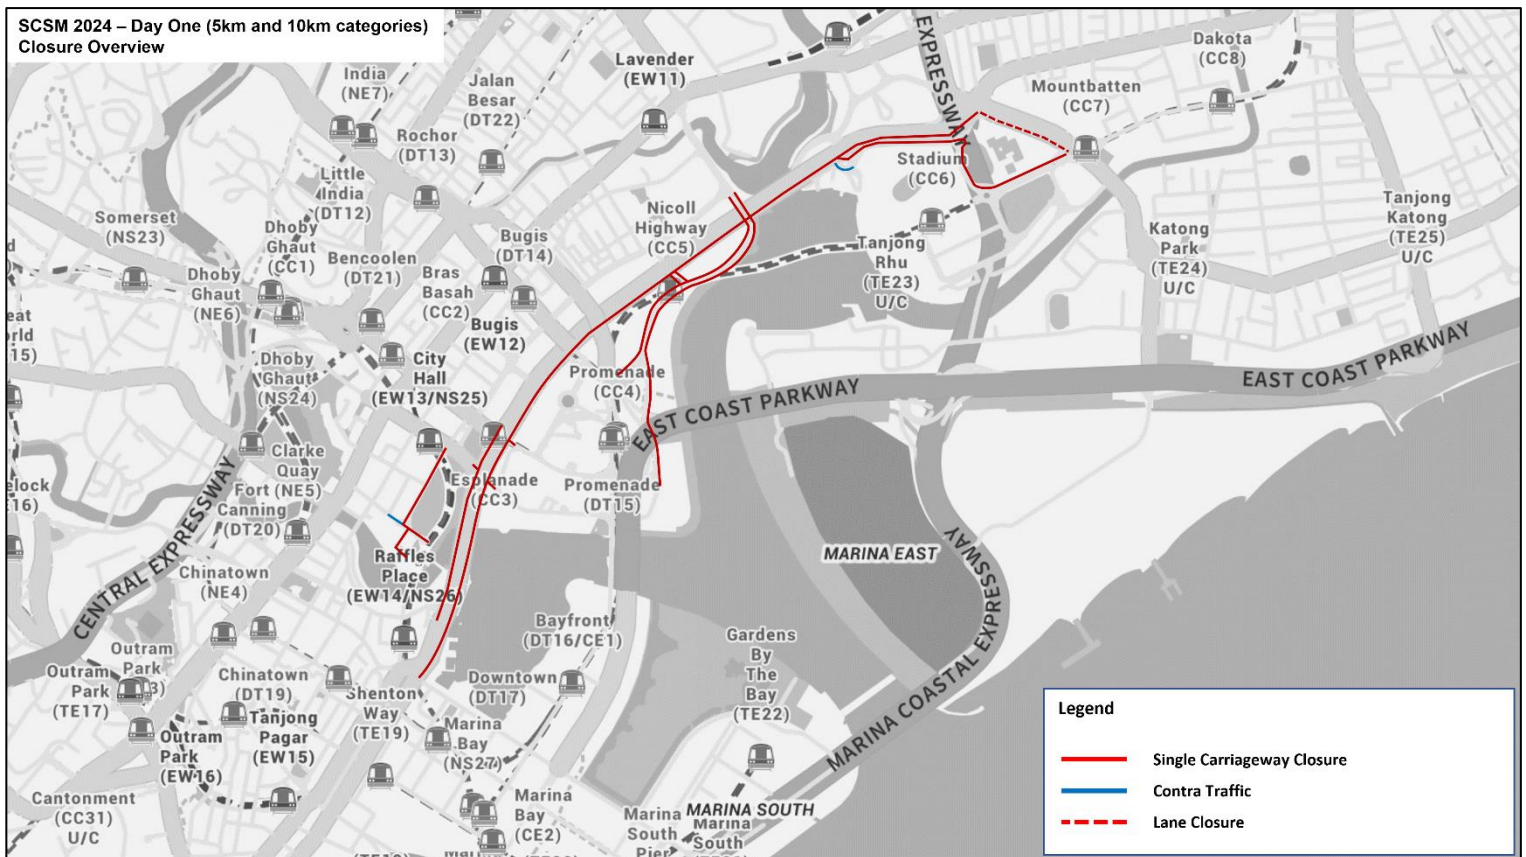 SCSM 2024 – Day One (5km and 10km categories)
Closure Overview
India
(NE7)
Jalan
Besar
(DT22)
Lavender
(EW11)
EXPRESSWAY
Dakota
(CC8)
Mountbatten
(CC7)
Rochor
(DT13)
Little
India
(DT12)
Stadium
(CC6)
Somerset
(NS23)
Dhoby
Ghaut
(CC1)
Bencoolen
(DT21)
Bugis
(DT14)
Nicoll
Highway
(CC5)
Tanjong
Rhu
(TE23)
U/C
Katong
Park
(TE24)
U/C
Tanjong
Katong
(TE25)
U/C
Dhoby
Ghaut
(NE6)
Bras
Basah
(CC2)
Bugis
(EW12)
eat
orld
15)
Dhoby
Ghaut
(NS24)
City
Hall
(EW13/NS25)
Promenade
(CC4)
EAST COAST PARKWAY
EAST COAST PARKWAY
Clarke
Quay
(NE5)
Fort
Canning
(DT20)
elock
16)
Esplanade
(CC3)
Promenade
(DT15)
CENTRAL EXPRESSWAY
Raffles
Place
(EW14/NS26)
MARINA EAST
MARINA COASTAL EXPRESSWAY
EXPRESSWAY
Chinatown
(NE4)
Bayfront
(DT16/CE1)
Gardens
By
The
Bay
(TE22)
Outram
Park
3)
Outram
Park
(TE17)
Chinatown
(DT19)
Shenton
Way
(TE19)
Downtown
(DT17)
Tanjong
Pagar
(EW15)
Marina
Bay
(NS27)
Outram
Park
(EW16)
Cantonment
(CC31)
U/C
Marina
Bay
(CE2)
MARINA SOUTH
Marina
South
Pier
Marina
South
Legend
Single Carriageway Closure
Contra Traffic
Lane Closure